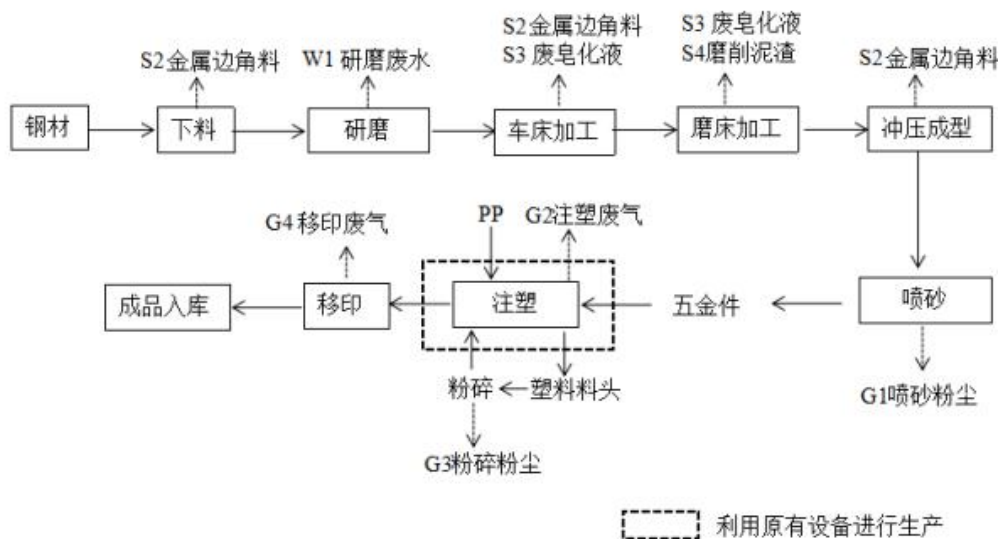 S2金属边角料
W1研磨废水
S2金属边角料
S3 废皂化液
S3 废皂化液
S4磨削泥渣
S2金属边角料
钢材
下料
研磨
车床加工
磨床加工
冲压成型
G4移印废气
PP
G2注塑废气
成品入库
移印
注塑
五金件
喷砂
粉碎
塑料料头
G1喷砂粉尘
G3粉碎粉尘
利用原有设备进行生产